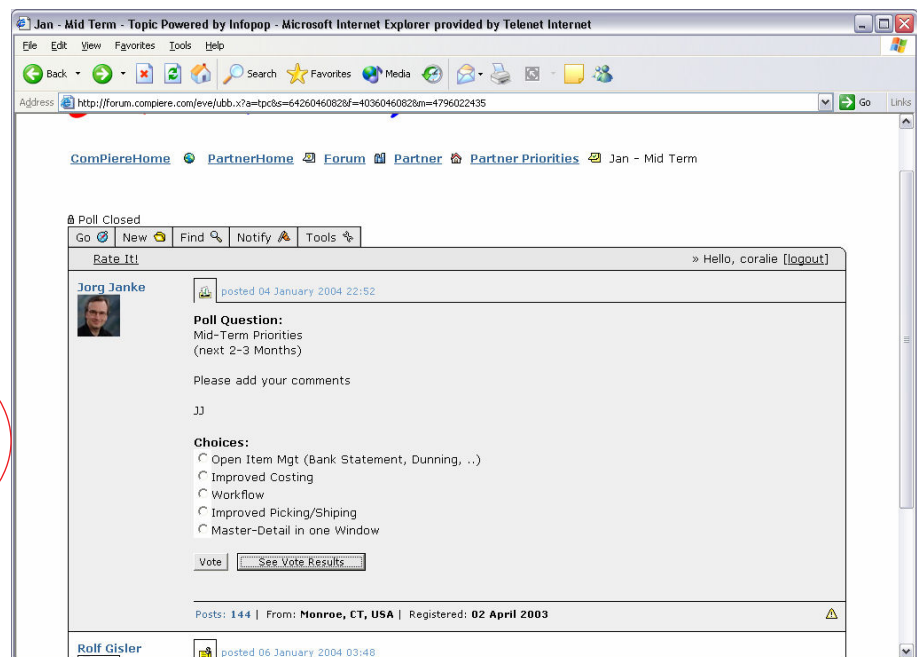 Jan - Mid Term - Topic Powered by Infopop - Microsoft Internet Explorer provided by Telenet Internet
File Edit View Favorites Tools Help
Back Search Favorites Media
Address http://forum.compiere.com/eve/ubb.x?a=tpc&s=6426046082&f=4036046082&m=4796022435 Go Links
ComPiereHome PartnerHome Forum Partner Partner Priorities Jan - Mid Term
Poll Closed
Go New Find Notify Tools
Rate It! » Hello, coralie [logout]
Jorg Janke posted 04 January 2004 22:52
Poll Question:
Mid-Term Priorities
(next 2-3 Months)
Please add your comments
JJ
Choices:
Open Item Mgt (Bank Statement, Dunning, ..)
Improved Costing
Workflow
Improved Picking/Shiping
Master-Detail in one Window
Vote See Vote Results
Posts: 144 | From: Monroe, CT, USA | Registered: 02 April 2003
Rolf Gisler posted 06 January 2004 03:48